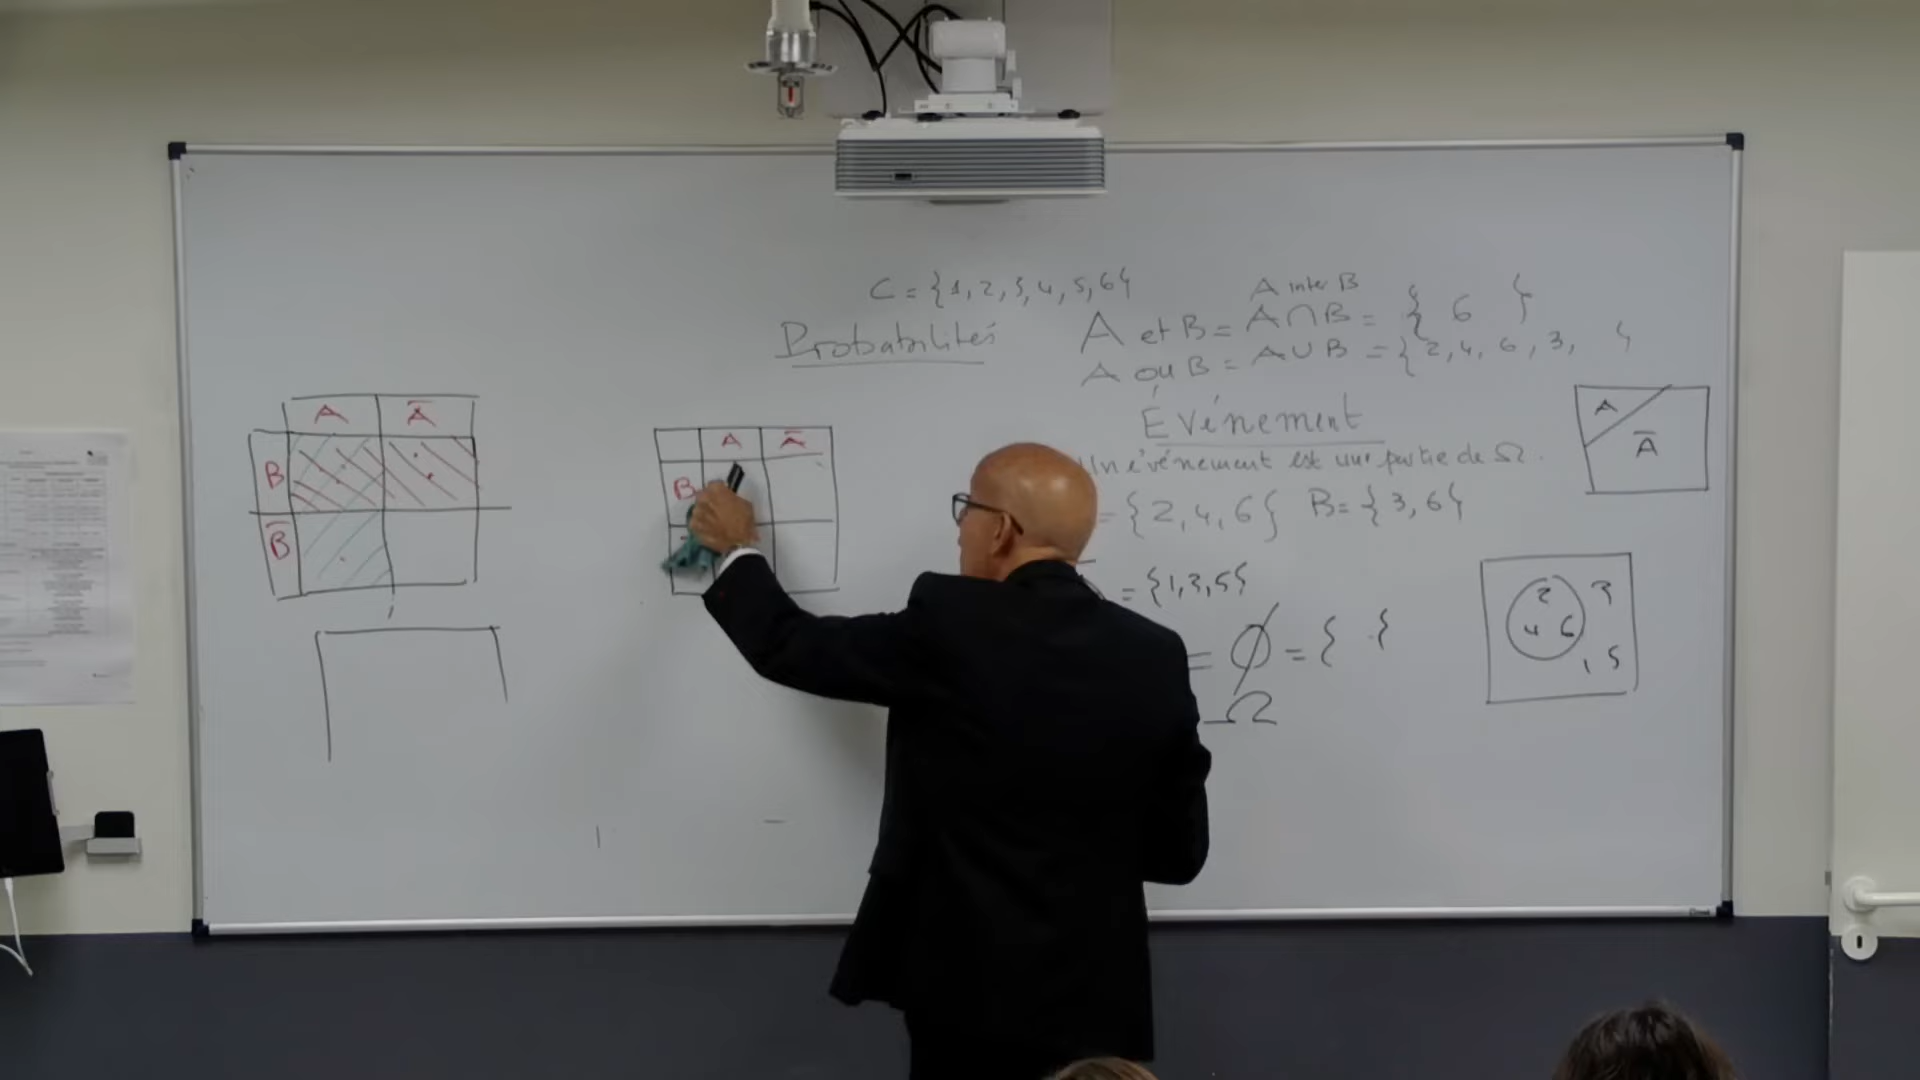 C = {1, 2, 3, 4, 5, 6}
Probabilités
A inter B
A et B = A ∩ B = { 6 }
A ou B = A ∪ B = {2, 4, 6, 3, }
Événement
Un événement est une partie de Ω.
= {2, 4, 6} B = {3, 6}
= {1, 3, 5}
= ∅ = { }
Ω
A Ā
B
B̄
A Ā
B
A
Ā
2 3
4 6
1 5